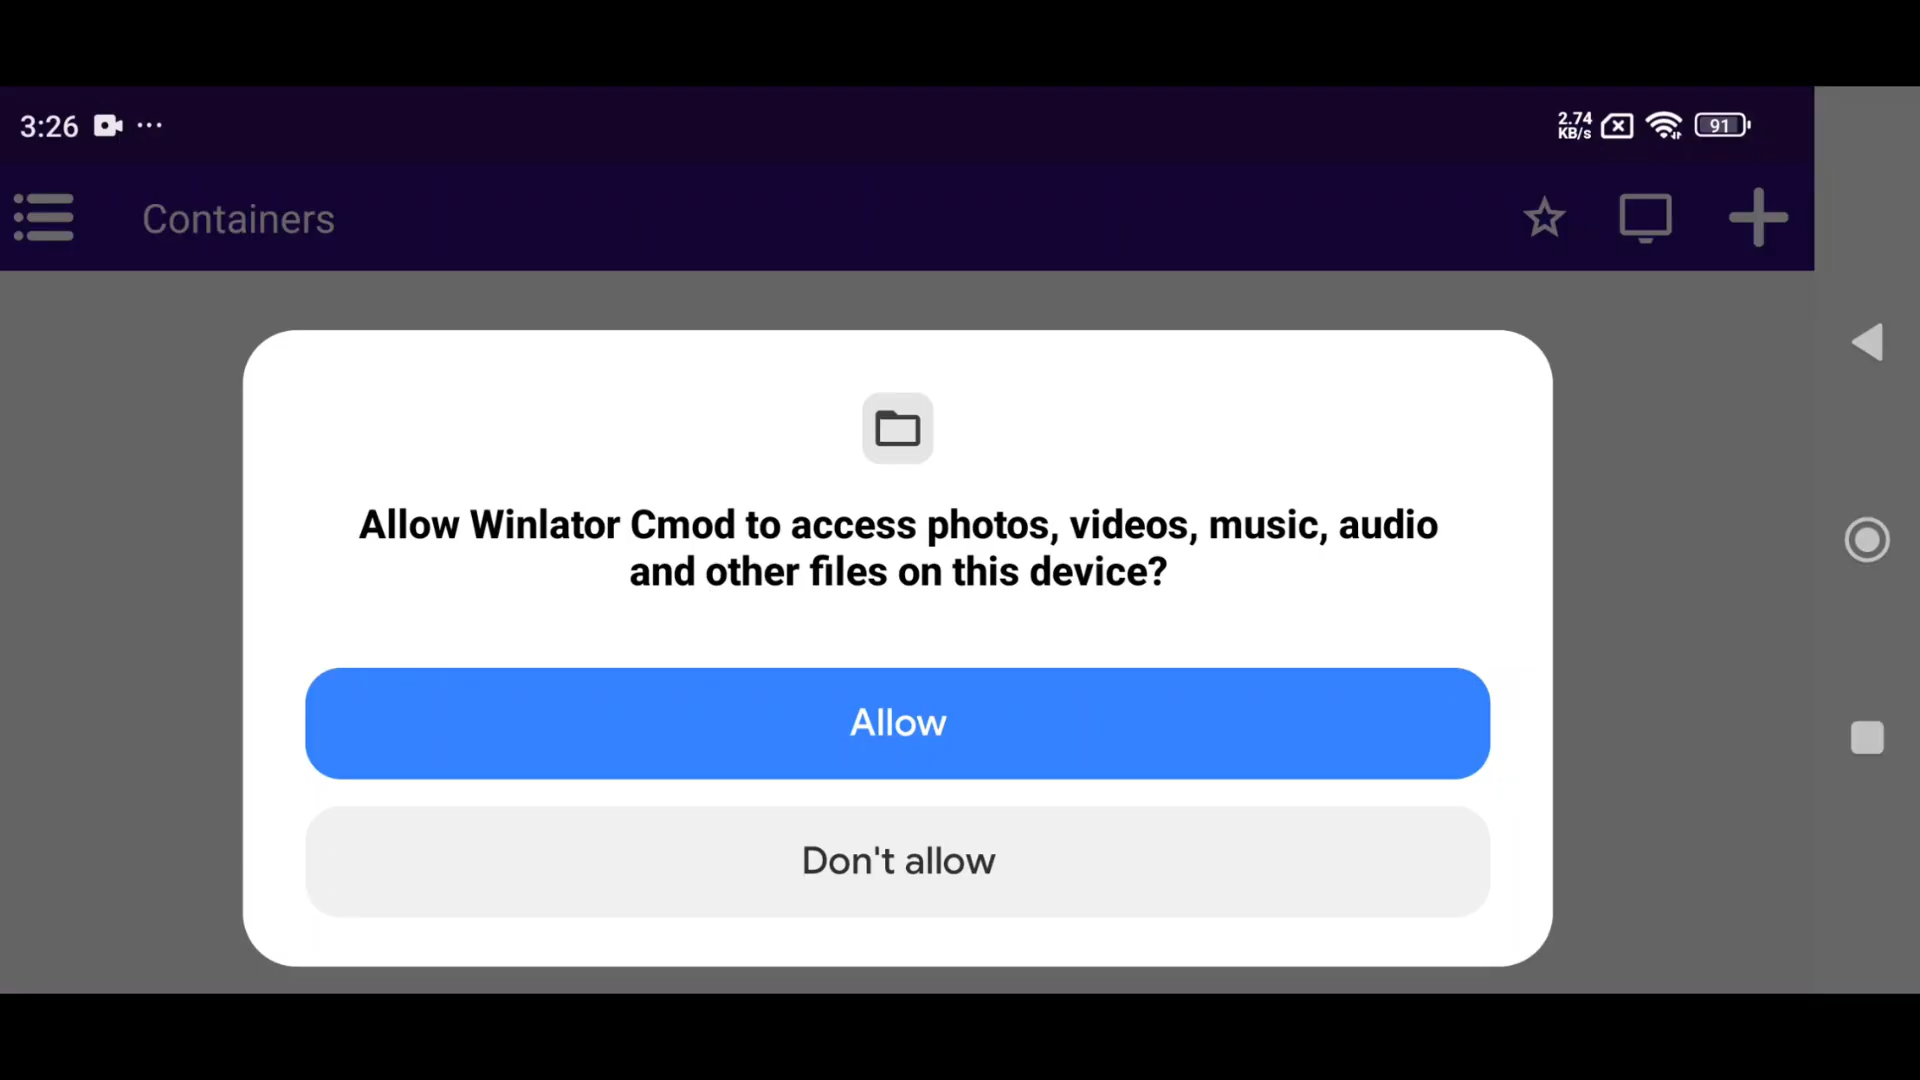 3:26
2.74
KB/s
91
Containers
Allow Winlator Cmod to access photos, videos, music, audio
and other files on this device?
Allow
Don't allow